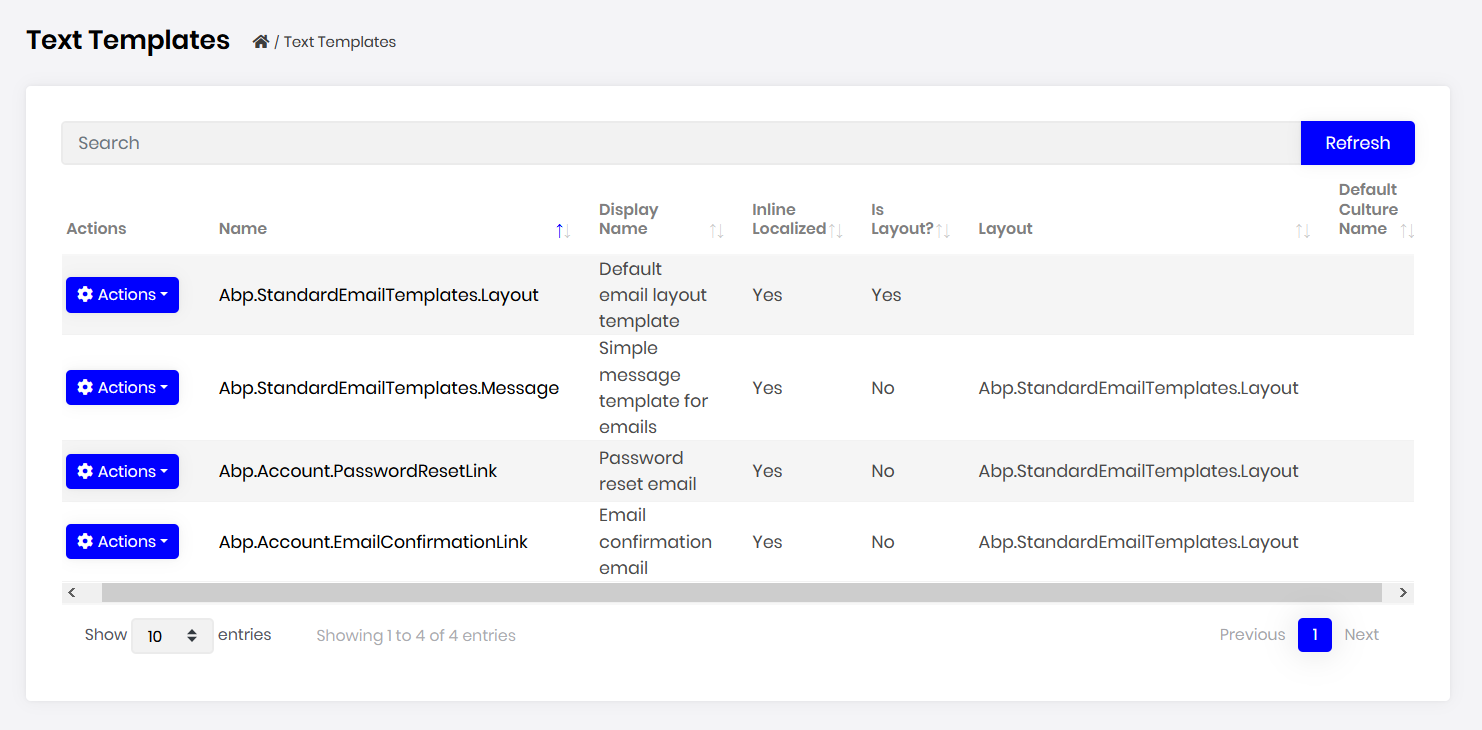 Text Templates
/ Text Templates
Search
Refresh
Actions
Name
Display
Name
Inline
Localized
Is
Layout?
Layout
Default
Culture
Name
Actions
Abp.StandardEmailTemplates.Layout
Default
email layout
template
Yes
Yes
Actions
Abp.StandardEmailTemplates.Message
Simple
message
template for
emails
Yes
No
Abp.StandardEmailTemplates.Layout
Actions
Abp.Account.PasswordResetLink
Password
reset email
Yes
No
Abp.StandardEmailTemplates.Layout
Actions
Abp.Account.EmailConfirmationLink
Email
confirmation
email
Yes
No
Abp.StandardEmailTemplates.Layout
Show 10 entries
Showing 1 to 4 of 4 entries
Previous 1 Next